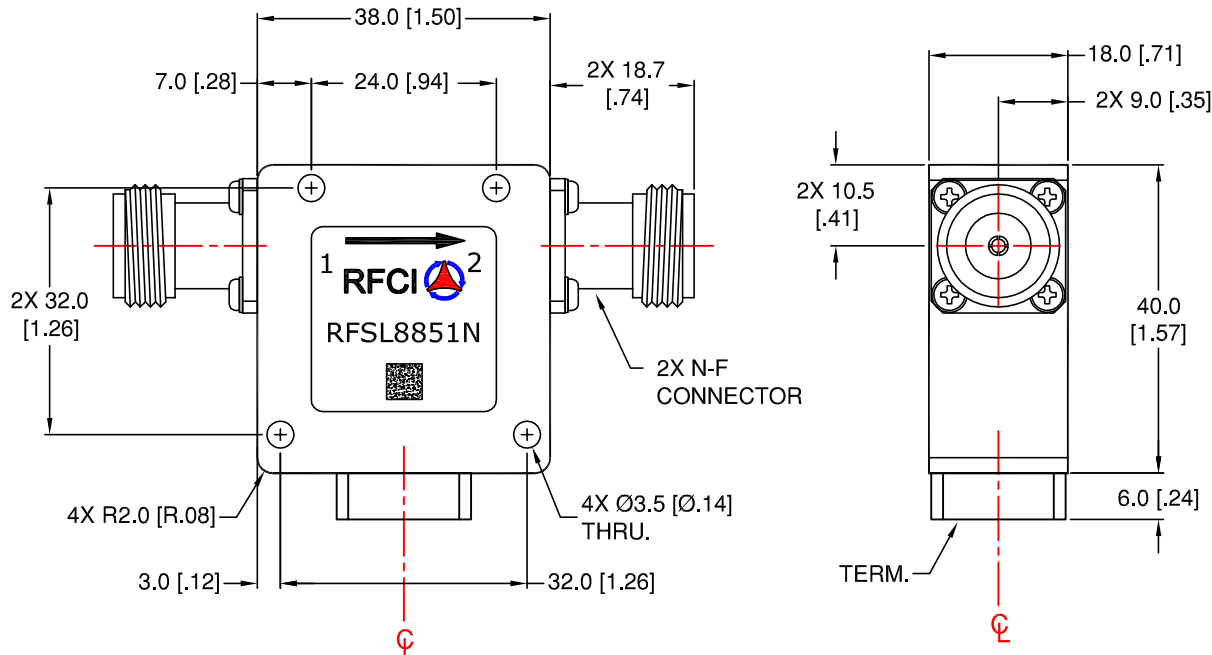 38.0 [1.50]
7.0 [.28]
24.0 [.94]
2X 18.7
[.74]
18.0 [.71]
2X 9.0 [.35]
2X 10.5
[.41]
2X 32.0
[1.26]
1
2
RFCI
RFSL8851N
2X N-F
CONNECTOR
40.0
[1.57]
4X R2.0 [R.08]
4X Ø3.5 [Ø.14]
THRU.
6.0 [.24]
3.0 [.12]
32.0 [1.26]
TERM.
℄
℄